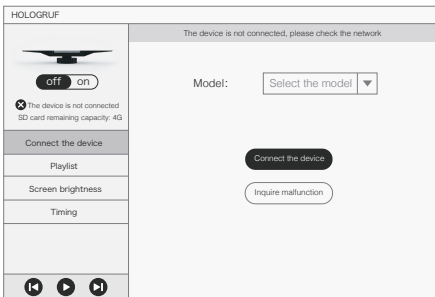 HOLOGRUF
The device is not connected, please check the network
off on
The device is not connected
SD card remaining capacity: 4G
Connect the device
Playlist
Screen brightness
Timing
Model:
Select the model
Connect the device
Inquire malfunction